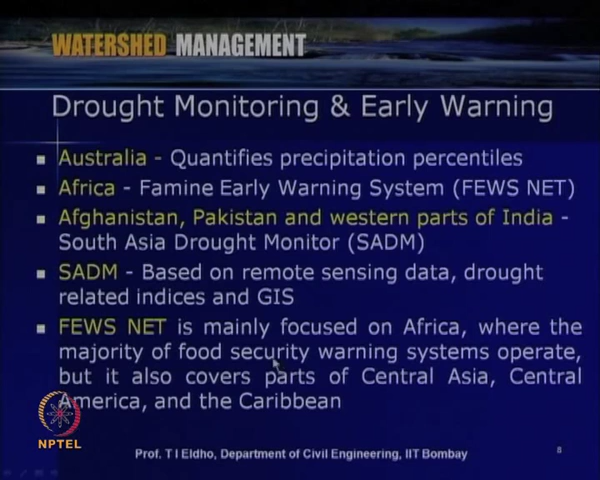 WATERSHED MANAGEMENT
Drought Monitoring & Early Warning
Australia - Quantifies precipitation percentiles
Africa - Famine Early Warning System (FEWS NET)
Afghanistan, Pakistan and western parts of India -
South Asia Drought Monitor (SADM)
SADM - Based on remote sensing data, drought
related indices and GIS
FEWS NET is mainly focused on Africa, where the
majority of food security warning systems operate,
but it also covers parts of Central Asia, Central
America, and the Caribbean
NPTEL
Prof. T I Eldho, Department of Civil Engineering, IIT Bombay
8